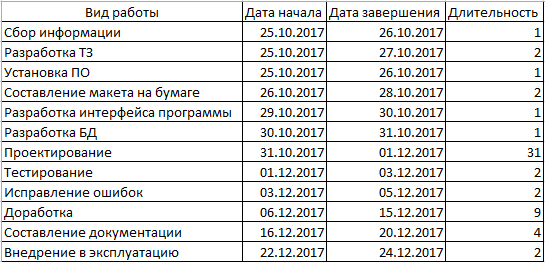 Вид работы Дата начала Дата завершения Длительность
Сбор информации 25.10.2017 26.10.2017 1
Разработка ТЗ 25.10.2017 27.10.2017 2
Установка ПО 25.10.2017 26.10.2017 1
Составление макета на бумаге 26.10.2017 28.10.2017 2
Разработка интерфейса программы 29.10.2017 30.10.2017 1
Разработка БД 30.10.2017 31.10.2017 1
Проектирование 31.10.2017 01.12.2017 31
Тестирование 01.12.2017 03.12.2017 2
Исправление ошибок 03.12.2017 05.12.2017 2
Доработка 06.12.2017 15.12.2017 9
Составление документации 16.12.2017 20.12.2017 4
Внедрение в эксплуатацию 22.12.2017 24.12.2017 2